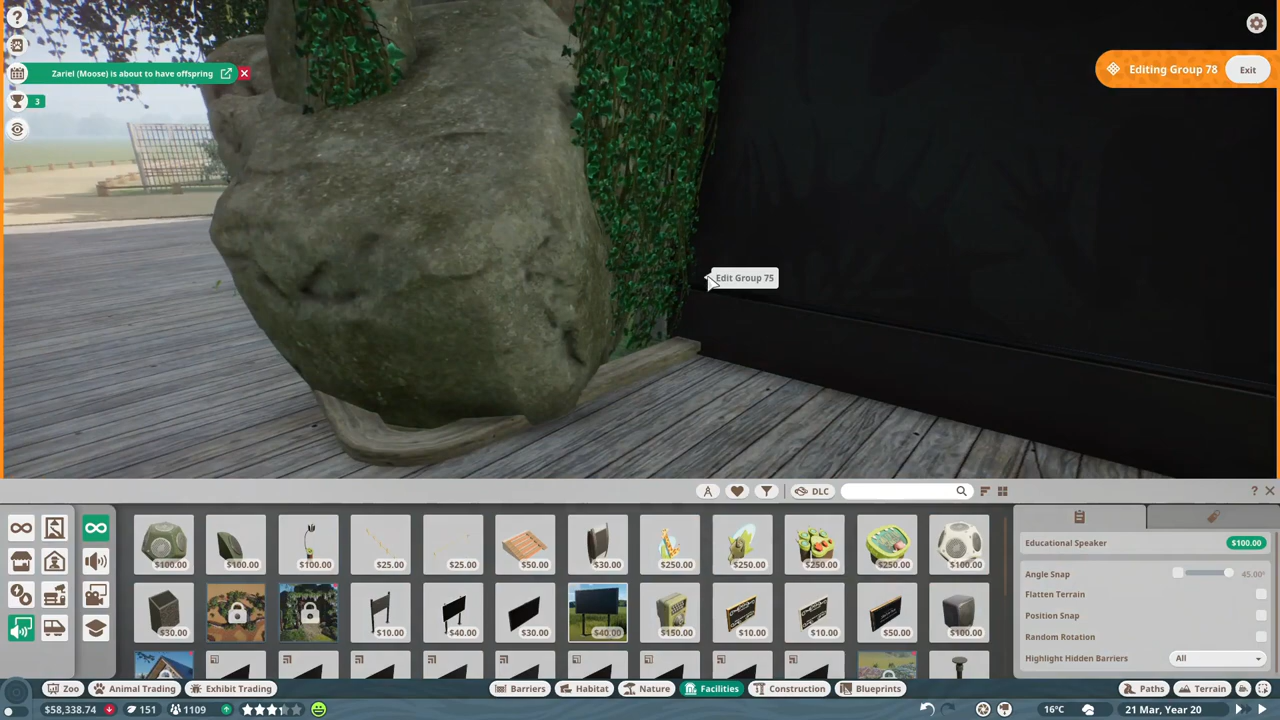 ?
Zariel (Moose) is about to have offspring
3
Editing Group 78
Exit
Edit Group 75
DLC
? 
$100.00
$100.00
$100.00
$25.00
$25.00
$50.00
$30.00
$250.00
$250.00
$250.00
$250.00
$100.00
$30.00
$10.00
$40.00
$30.00
$40.00
$150.00
$10.00
$10.00
$50.00
$100.00
Educational Speaker
$100.00
Angle Snap
45.00°
Flatten Terrain
Position Snap
Random Rotation
Highlight Hidden Barriers
All
Zoo
Animal Trading
Exhibit Trading
Barriers
Habitat
Nature
Facilities
Construction
Blueprints
Paths
Terrain
$58,338.74
151
1109
16°C
21 Mar, Year 20